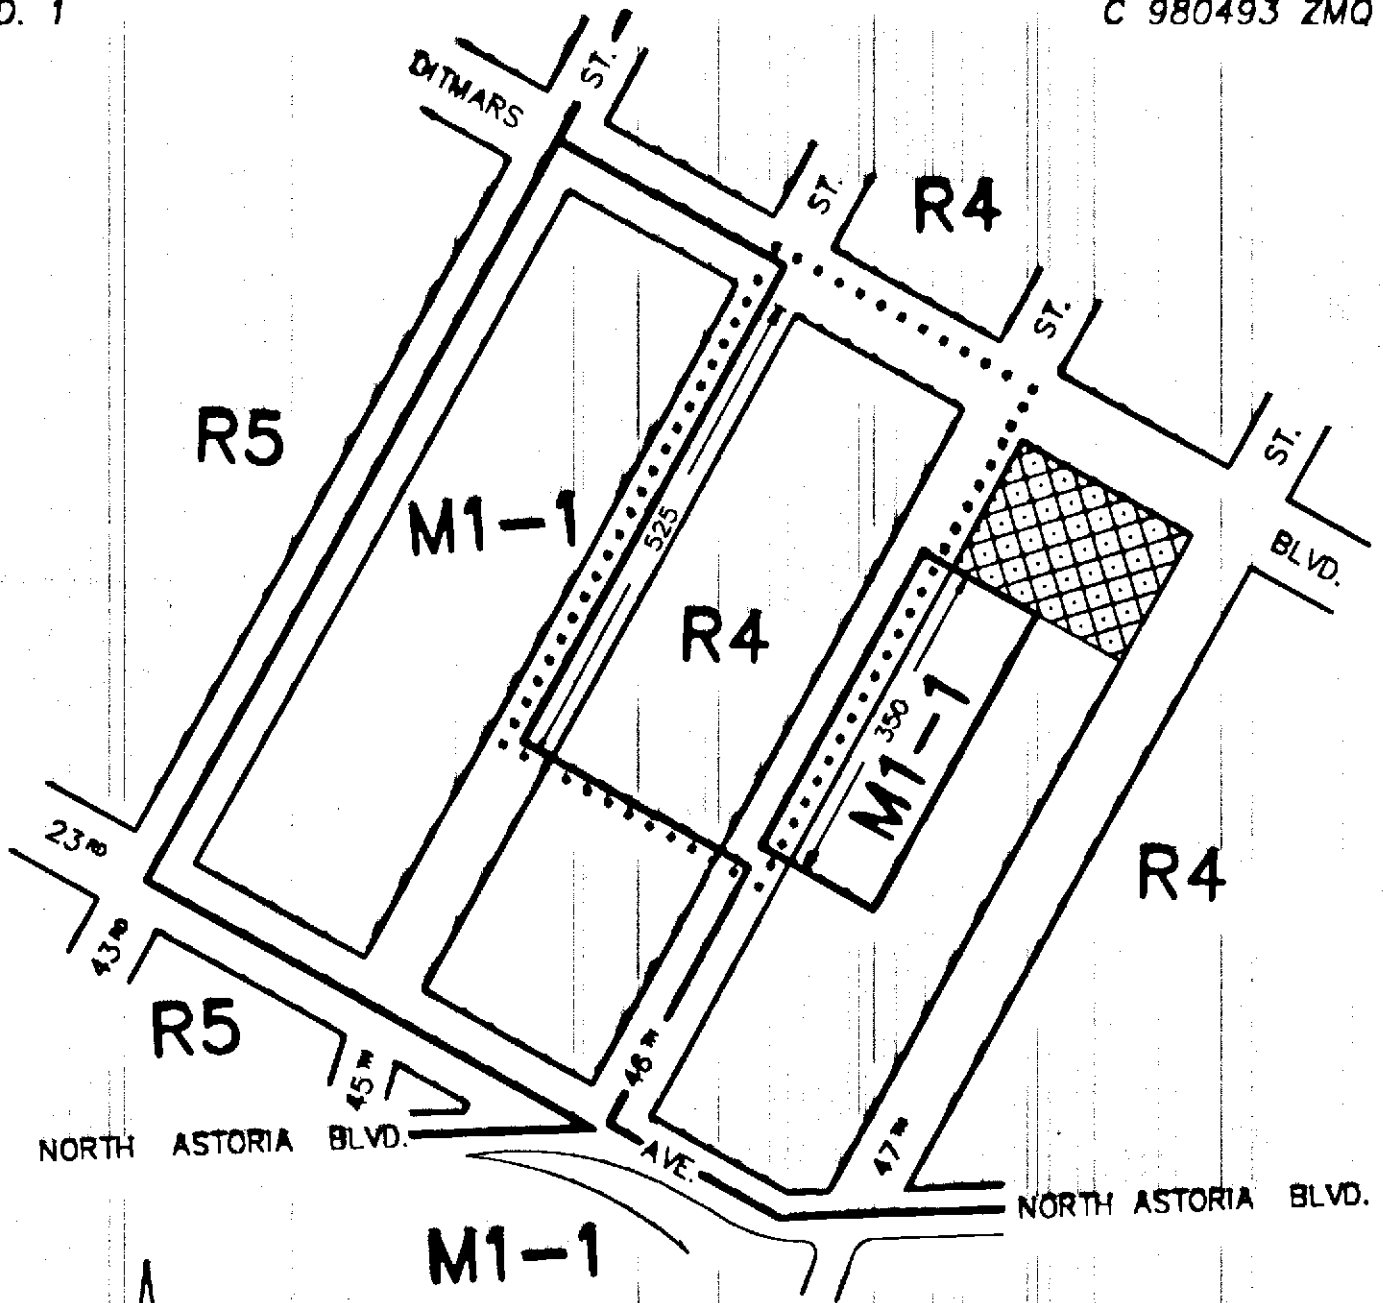 D. 1
C 980493 ZMQ
DITMARS
ST.
ST.
R4
ST.
ST.
BLVD.
R5
M1-1
525
R4
350
M1-1
R4
23RD
43RD
R5
45TH
46TH
47TH
NORTH ASTORIA BLVD.
AVE.
NORTH ASTORIA BLVD.
M1-1